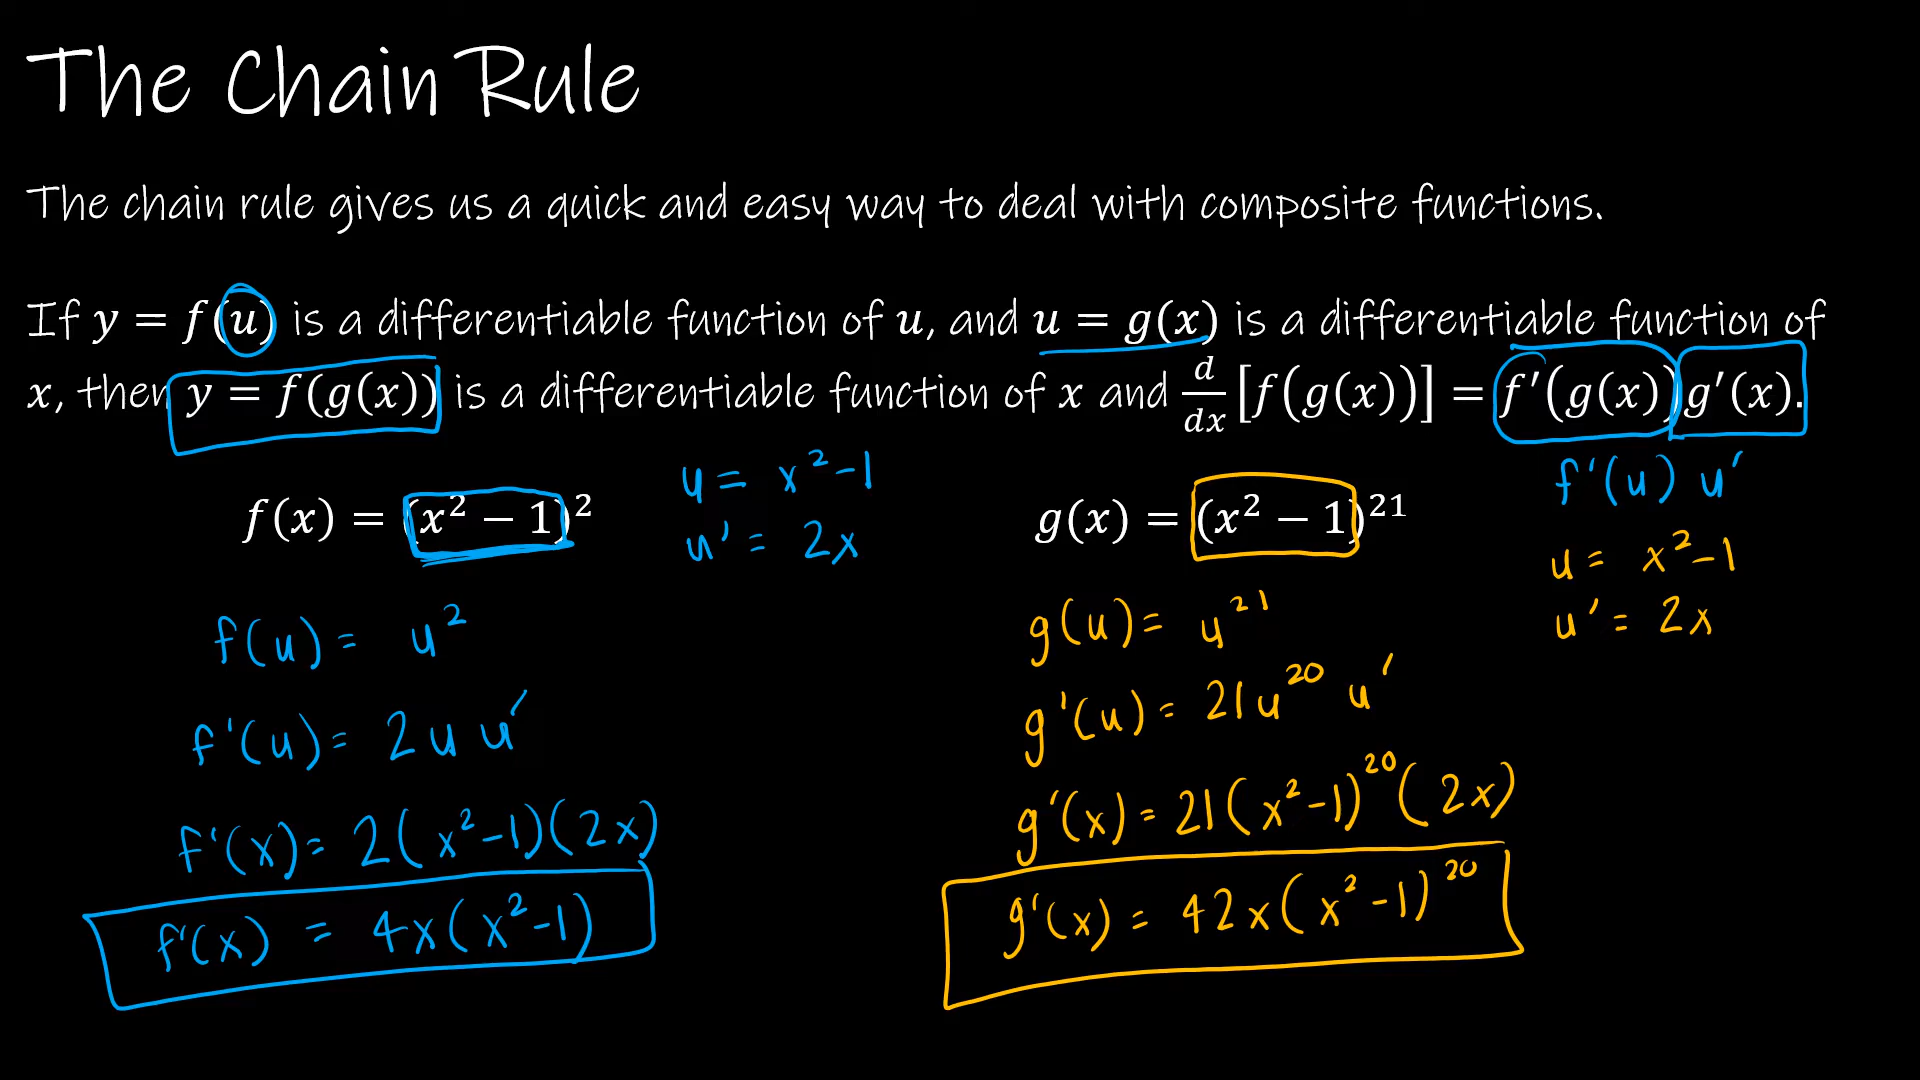 The Chain Rule
The chain rule gives us a quick and easy way to deal with composite functions.
If y = f(u) is a differentiable function of u, and u = g(x) is a differentiable function of
x, then y = f(g(x)) is a differentiable function of x and d/dx [f(g(x))] = f′(g(x))g′(x).
f'(u) u'
f(x) = (x² − 1)²
u = x²-1
u' = 2x
f(u) = u²
f'(u) = 2u u'
f'(x) = 2(x²-1)(2x)
f'(x) = 4x(x²-1)
g(x) = (x² − 1)²¹
u = x²-1
u' = 2x
g(u) = u²¹
g'(u) = 21u²⁰ u'
g'(x) = 21(x²-1)²⁰(2x)
g'(x) = 42x(x²-1)²⁰